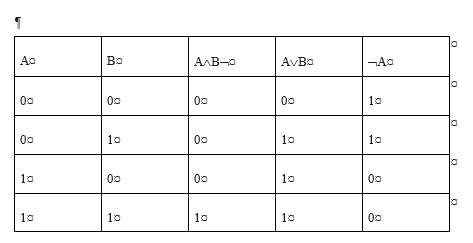 ¶
A¤ B¤ A∧B¬¤ A∨B¤ ¬A¤ ¤
0¤ 0¤ 0¤ 0¤ 1¤ ¤
0¤ 1¤ 0¤ 1¤ 1¤ ¤
1¤ 0¤ 0¤ 1¤ 0¤ ¤
1¤ 1¤ 1¤ 1¤ 0¤ ¤